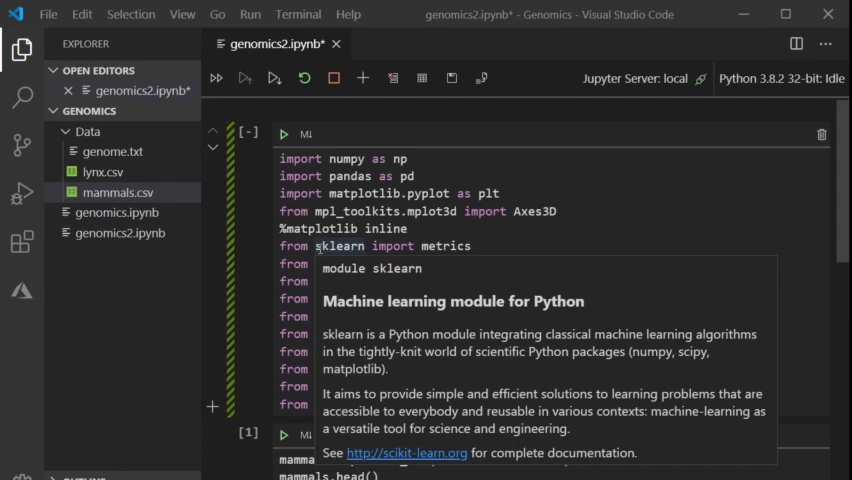 File Edit Selection View Go Run Terminal Help genomics2.ipynb* - Genomics - Visual Studio Code
EXPLORER
OPEN EDITORS
genomics2.ipynb*
GENOMICS
Data
genome.txt
lynx.csv
mammals.csv
genomics.ipynb
genomics2.ipynb
OUTLINE
genomics2.ipynb*
Jupyter Server: local Python 3.8.2 32-bit: Idle
[-] M↓
import numpy as np
import pandas as pd
import matplotlib.pyplot as plt
from mpl_toolkits.mplot3d import Axes3D
%matplotlib inline
from sklearn import metrics
from
from
from
from
from
from
from
from
from
module sklearn
Machine learning module for Python
sklearn is a Python module integrating classical machine learning algorithms
in the tightly-knit world of scientific Python packages (numpy, scipy,
matplotlib).
It aims to provide simple and efficient solutions to learning problems that are
accessible to everybody and reusable in various contexts: machine-learning as
a versatile tool for science and engineering.
See http://scikit-learn.org for complete documentation.
[1] M↓
mamma
mammals.head()